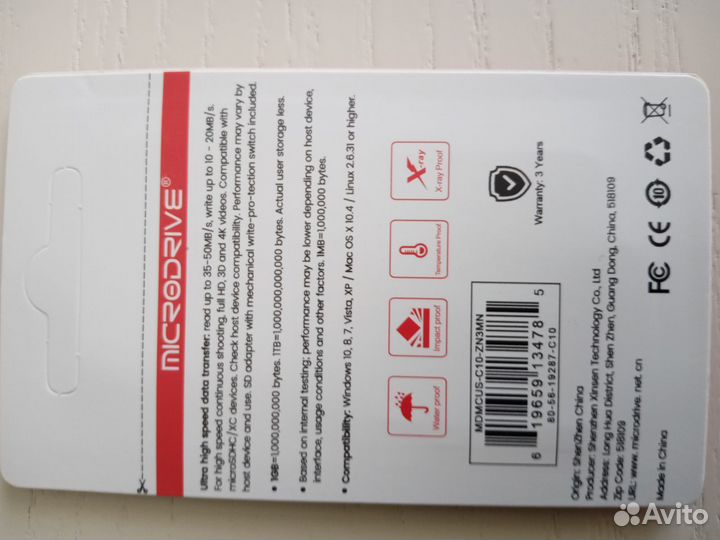 MICRODRIVE®
Ultra high speed data transfer: read up to 35-50MB/s, write up to 10 - 20MB/s.
For high speed continuous shooting, full HD, 3D and 4K videos. Compatible with
microSDHC/XC devices. Check host device compatibility. Performance may vary by
host device and use. SD adapter with mechanical write-pro-tection switch included.
• 1GB=1,000,000,000 bytes. 1TB=1,000,000,000,000 bytes. Actual user storage less.
• Based on internal testing; performance may be lower depending on host device,
interface, usage conditions and other factors. 1MB=1,000,000 bytes.
• Compatibility: Windows 10, 8, 7, Vista, XP / Mac OS X 10.4 / Linux 2.6.31 or higher.
Water proof
Impact proof
Temperature Proof
X-ray
X-ray Proof
MDMCUS-C10-ZN3MN
6 19659 13478 5
80-56-19287-C10
Warranty: 3 Years
Origin: ShenZhen China
Producer: Shenzhen Xinsen Technology Co., Ltd
Address: Long Hua District, Shen Zhen, Guang Dong, China, 518109
Zip Code: 518109
URL: www. microdrive. net. cn
Made in China
FC CE 10
Avito